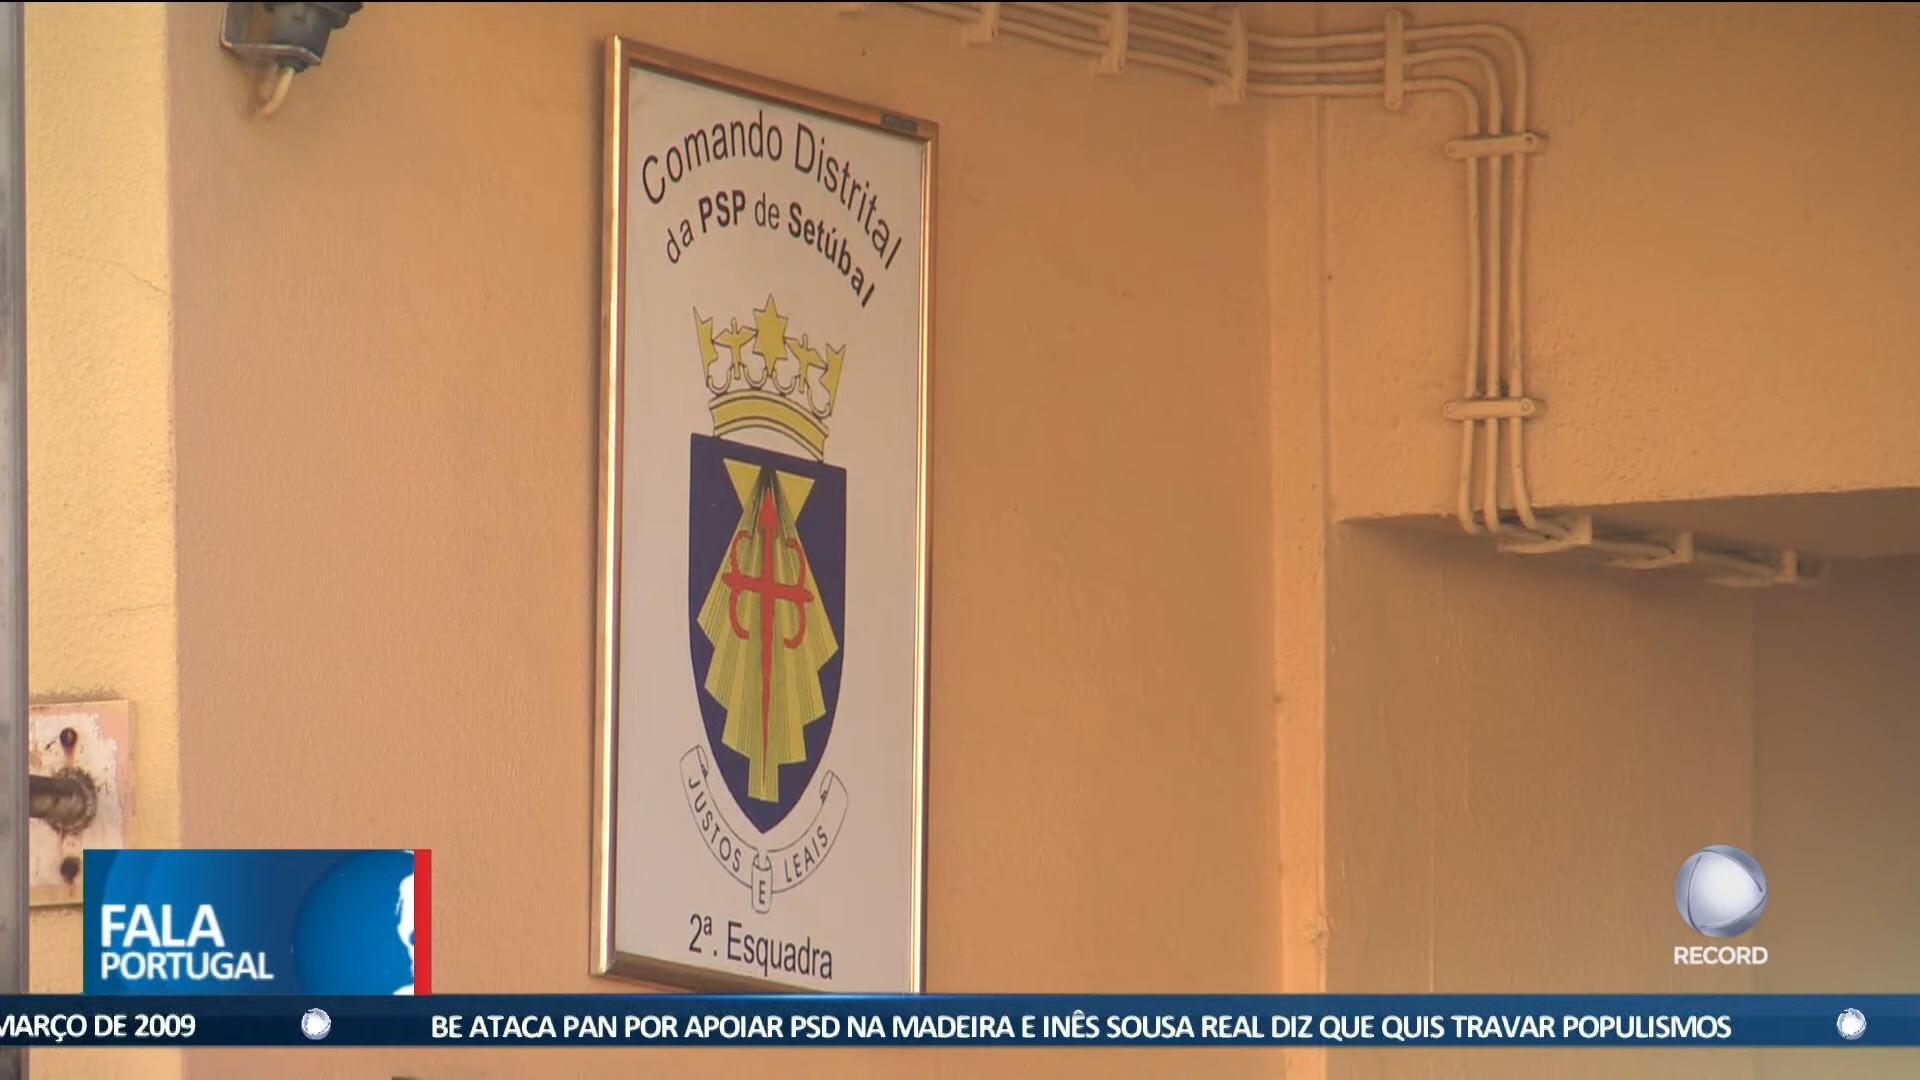 Comando Distrital
da PSP de Setúbal
JUSTOS E LEAIS
2ª. Esquadra
FALA
PORTUGAL
RECORD
MARÇO DE 2009
BE ATACA PAN POR APOIAR PSD NA MADEIRA E INÊS SOUSA REAL DIZ QUE QUIS TRAVAR POPULISMOS